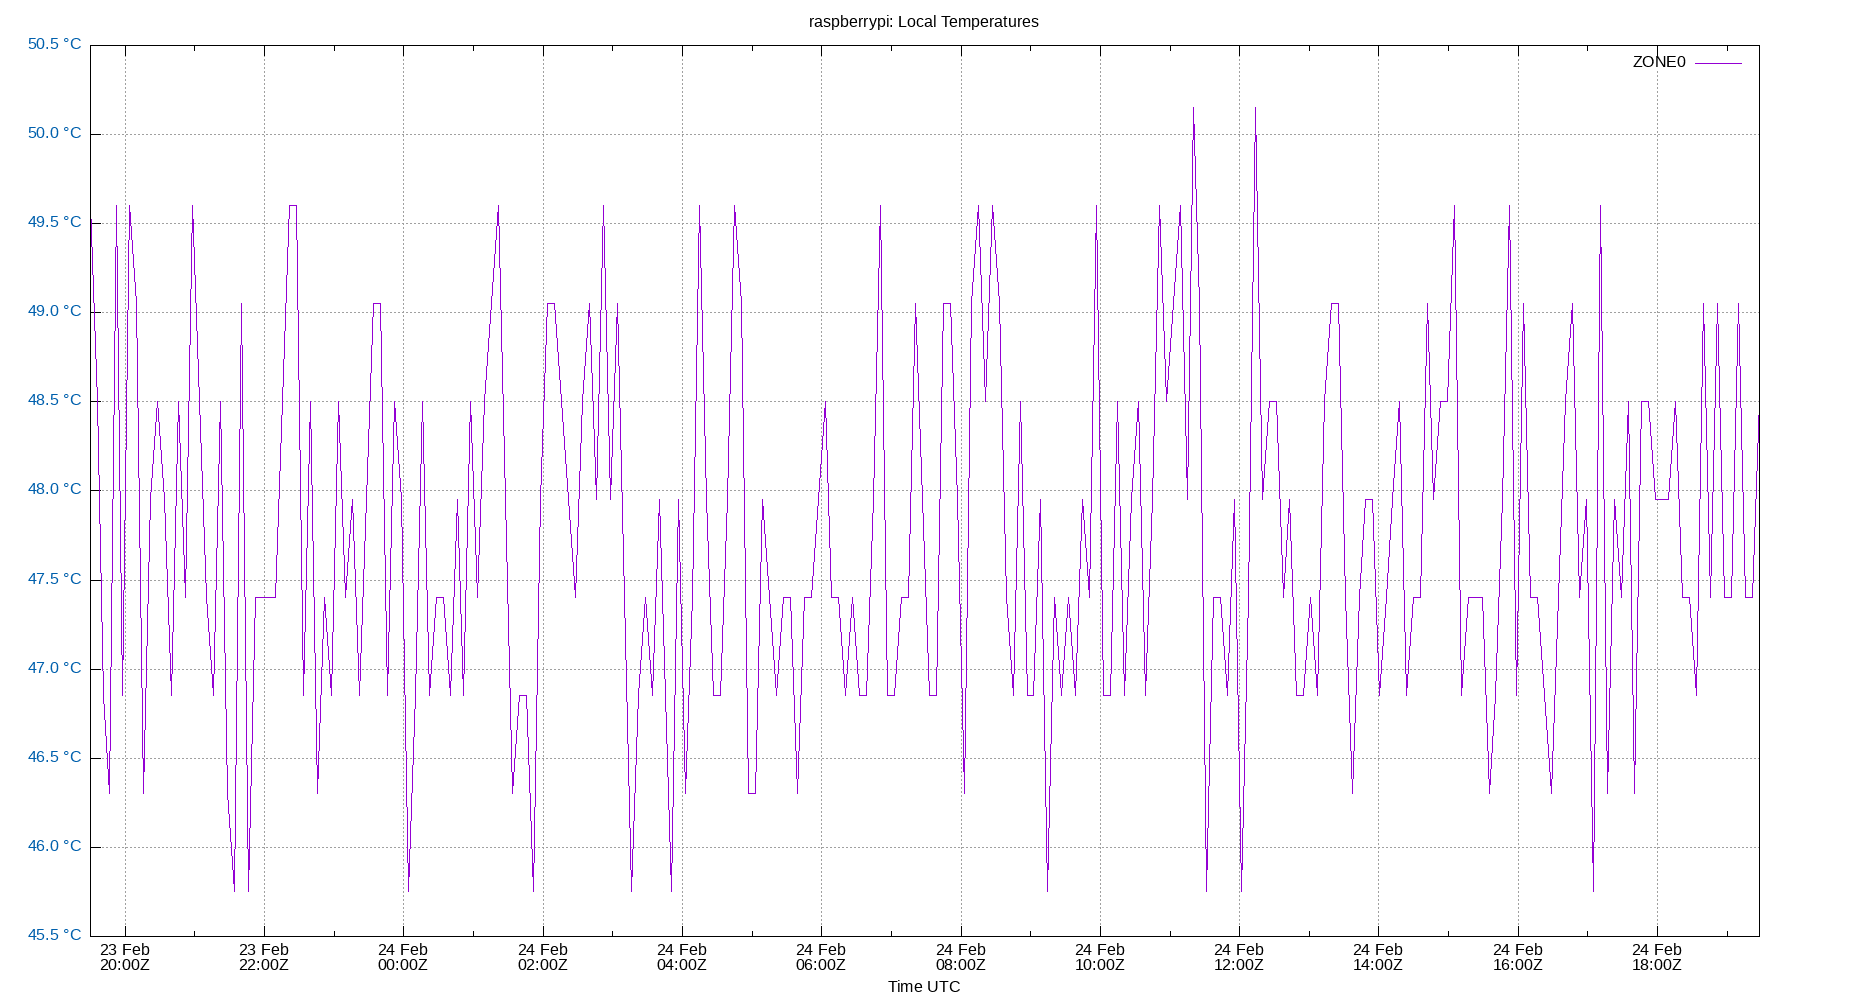 raspberrypi: Local Temperatures
50.5 °C
50.0 °C
49.5 °C
49.0 °C
48.5 °C
48.0 °C
47.5 °C
47.0 °C
46.5 °C
46.0 °C
45.5 °C
ZONE0
23 Feb 23 Feb 24 Feb 24 Feb 24 Feb 24 Feb 24 Feb 24 Feb 24 Feb 24 Feb 24 Feb 24 Feb
20:00Z 22:00Z 00:00Z 02:00Z 04:00Z 06:00Z 08:00Z 10:00Z 12:00Z 14:00Z 16:00Z 18:00Z
Time UTC